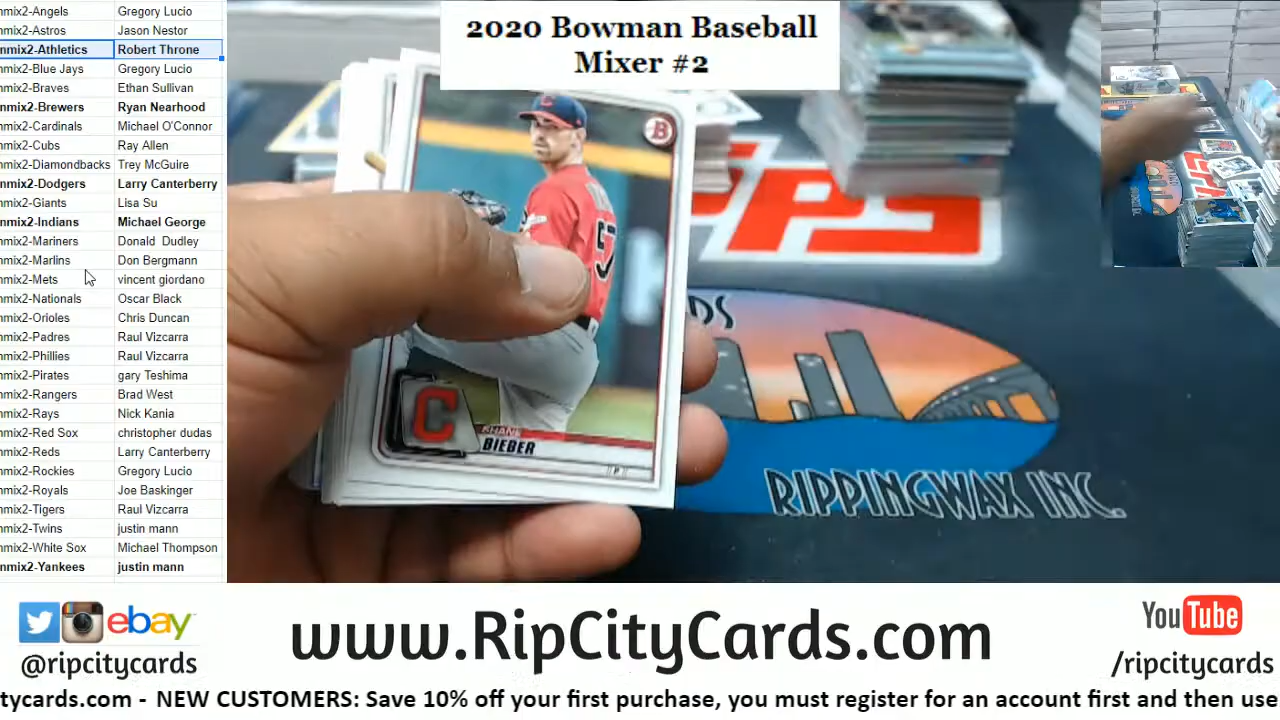 2020 Bowman Baseball
Mixer #2
nmix2-Angels Gregory Lucio
nmix2-Astros Jason Nestor
nmix2-Athletics Robert Throne
nmix2-Blue Jays Gregory Lucio
nmix2-Braves Ethan Sullivan
nmix2-Brewers Ryan Nearhood
nmix2-Cardinals Michael O'Connor
nmix2-Cubs Ray Allen
nmix2-Diamondbacks Trey McGuire
nmix2-Dodgers Larry Canterberry
nmix2-Giants Lisa Su
nmix2-Indians Michael George
nmix2-Mariners Donald Dudley
nmix2-Marlins Don Bergmann
nmix2-Mets vincent giordano
nmix2-Nationals Oscar Black
nmix2-Orioles Chris Duncan
nmix2-Padres Raul Vizcarra
nmix2-Phillies Raul Vizcarra
nmix2-Pirates gary Teshima
nmix2-Rangers Brad West
nmix2-Rays Nick Kania
nmix2-Red Sox christopher dudas
nmix2-Reds Larry Canterberry
nmix2-Rockies Gregory Lucio
nmix2-Royals Joe Baskinger
nmix2-Tigers Raul Vizcarra
nmix2-Twins justin mann
nmix2-White Sox Michael Thompson
nmix2-Yankees justin mann
B
57
C
SHANE
BIEBER
P
PPS
DS
RIPPINGWAX INC.
ebay
@ripcitycards
www.RipCityCards.com
YouTube
/ripcitycards
tycards.com - NEW CUSTOMERS: Save 10% off your first purchase, you must register for an account first and then use